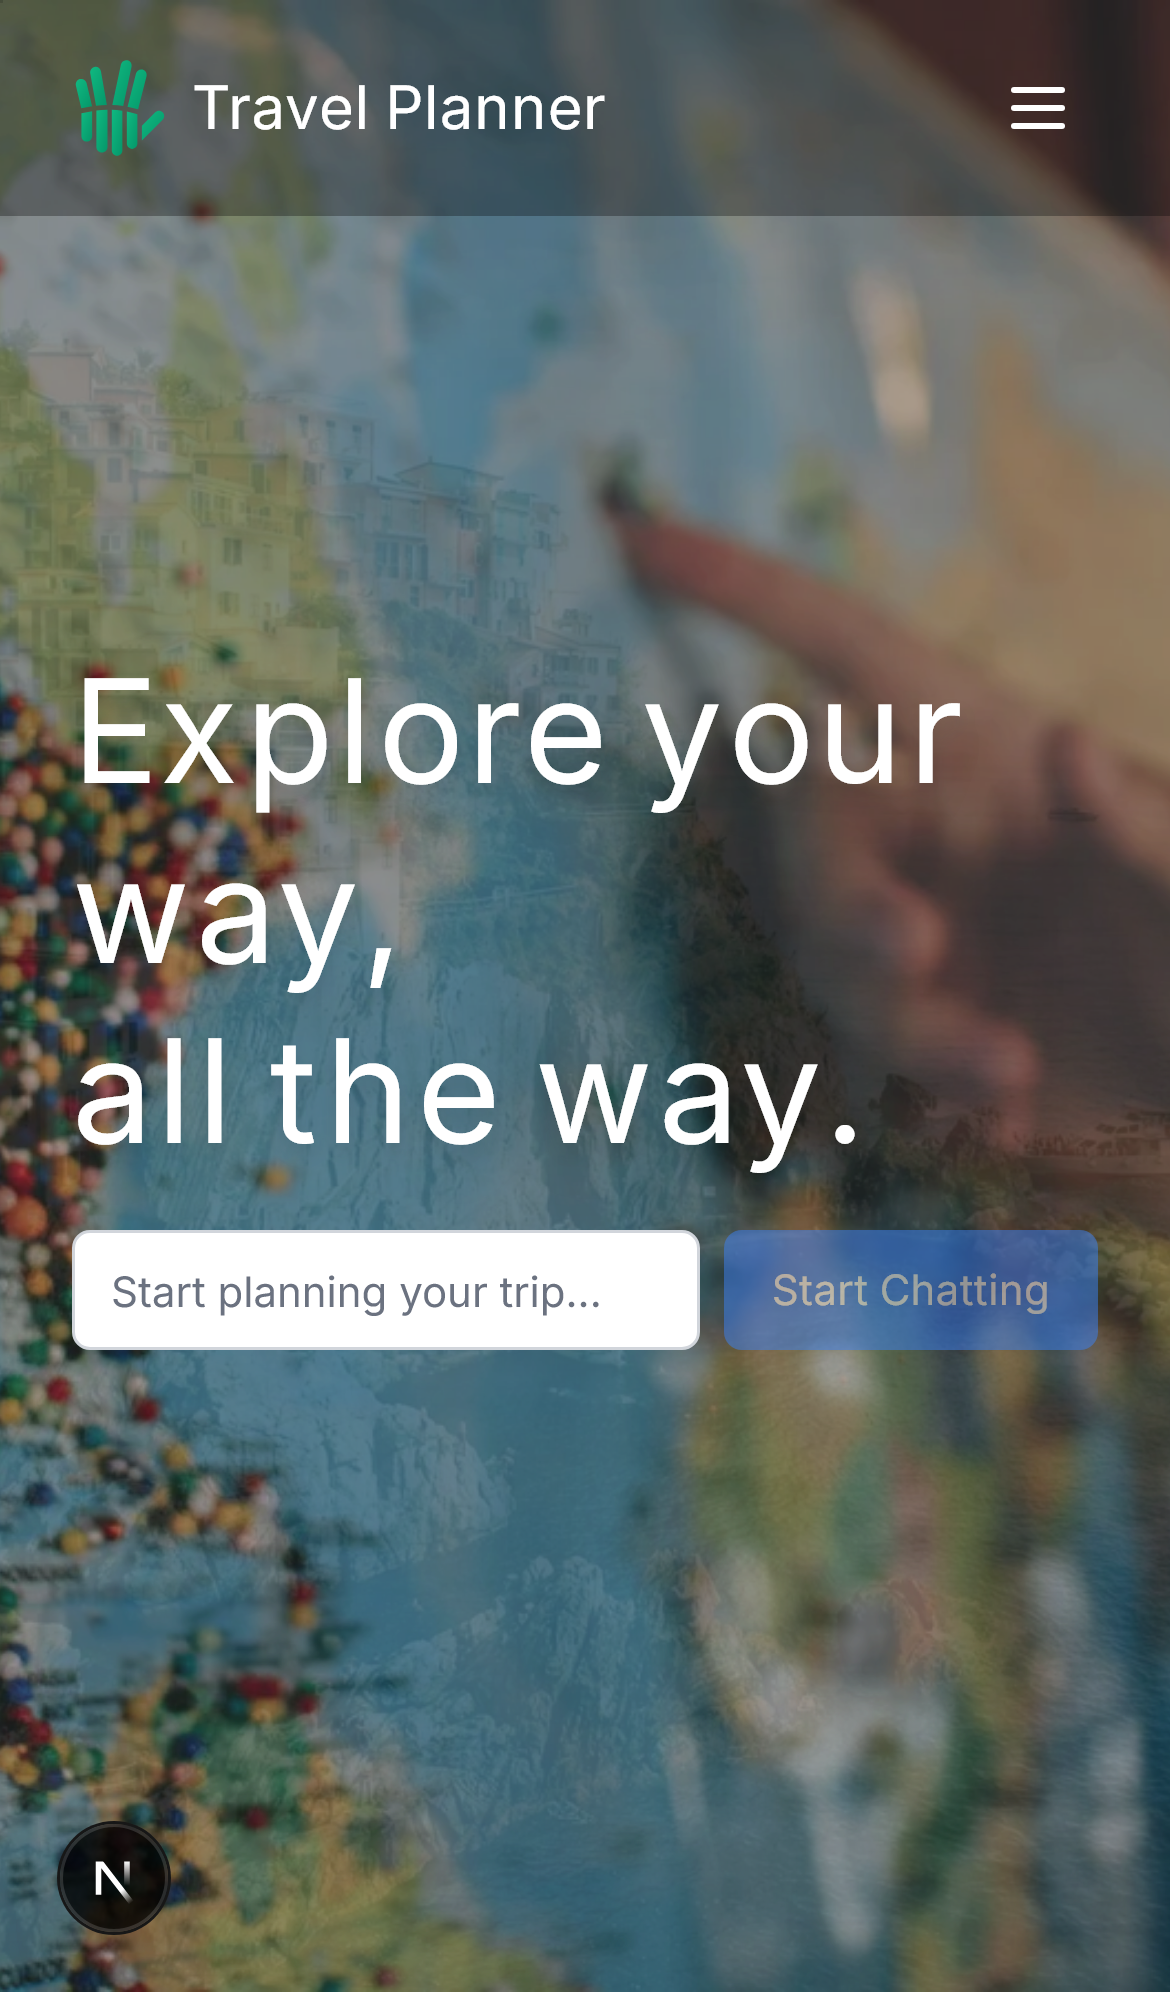 Travel Planner
Explore your
way,
all the way.
Start planning your trip...
Start Chatting
N